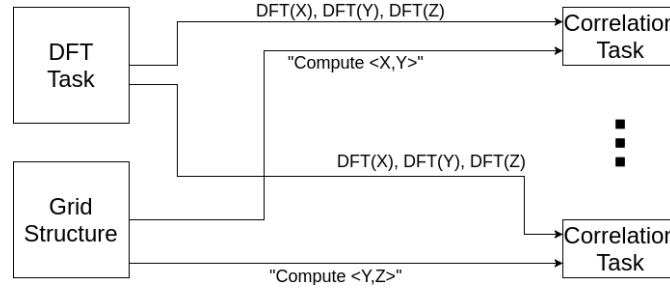 DFT(X), DFT(Y), DFT(Z)
DFT
Task
Correlation
Task
"Compute <X,Y>"
DFT(X), DFT(Y), DFT(Z)
Grid
Structure
Correlation
Task
"Compute <Y,Z>"